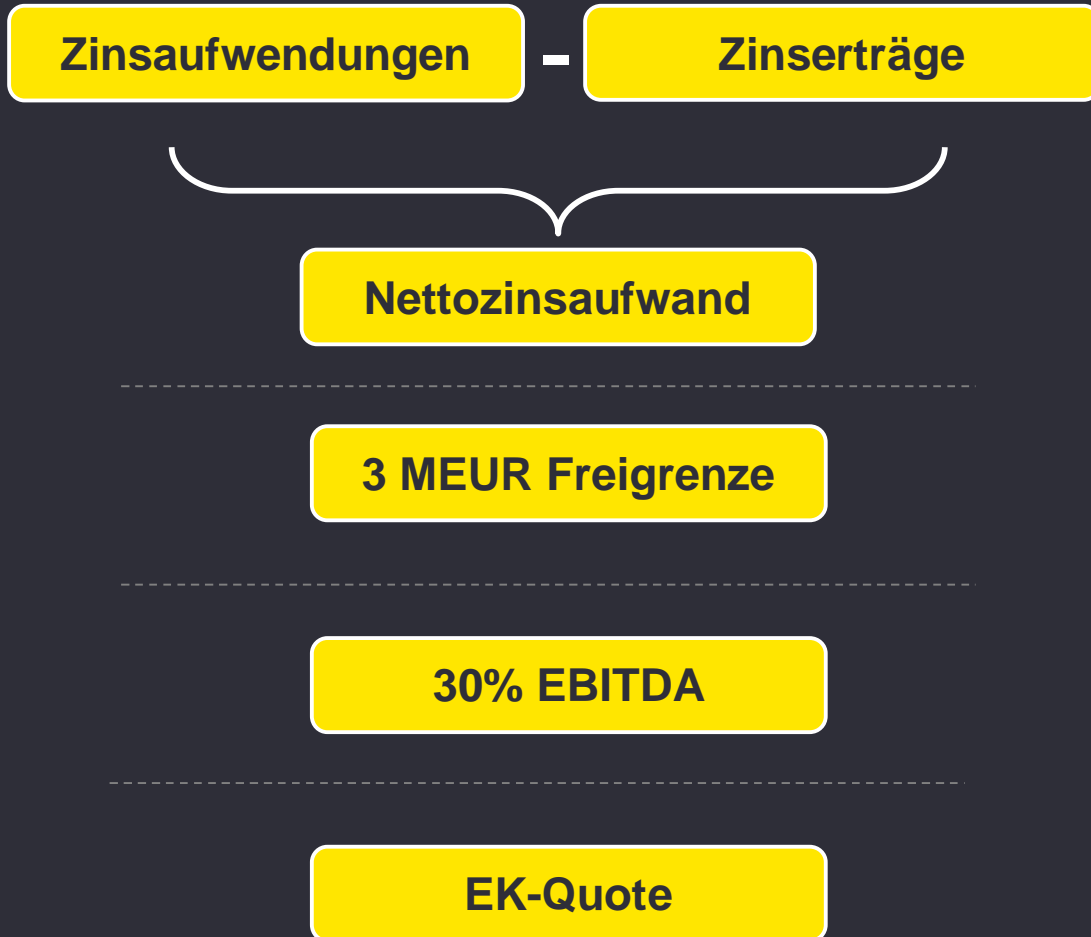 Zinsaufwendungen - Zinserträge
Nettozinsaufwand
3 MEUR Freigrenze
30% EBITDA
EK-Quote